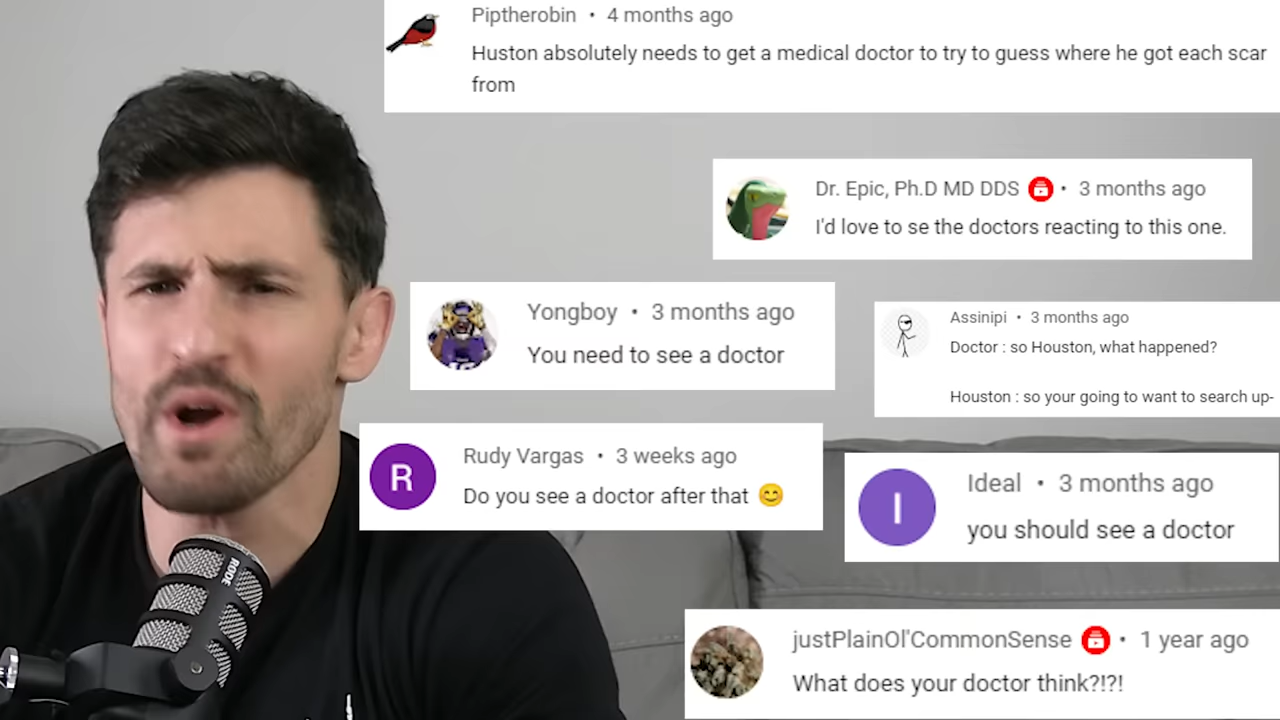 Piptherobin • 4 months ago
Huston absolutely needs to get a medical doctor to try to guess where he got each scar
from
Dr. Epic, Ph.D MD DDS • 3 months ago
I'd love to se the doctors reacting to this one.
Yongboy • 3 months ago
You need to see a doctor
Assinipi • 3 months ago
Doctor : so Houston, what happened?
Houston : so your going to want to search up-
R
Rudy Vargas • 3 weeks ago
Do you see a doctor after that 😊
I
Ideal • 3 months ago
you should see a doctor
RODE
justPlainOl'CommonSense • 1 year ago
What does your doctor think?!?!